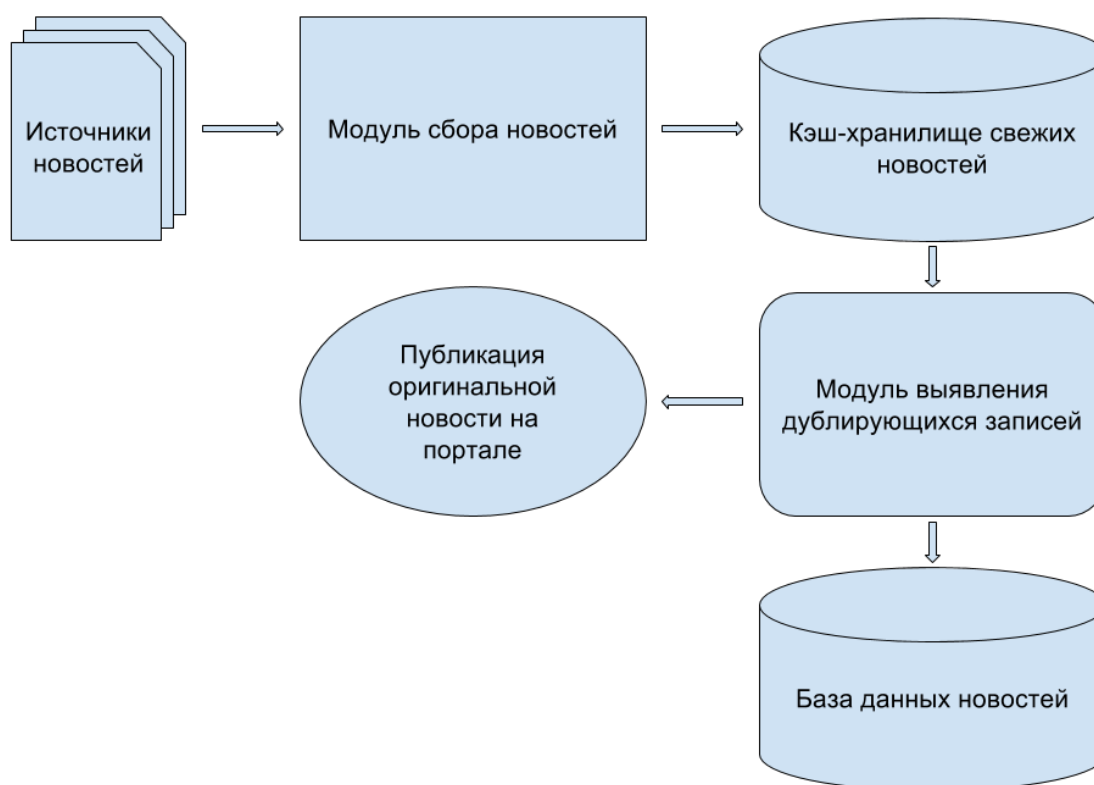 Источники
новостей
Модуль сбора новостей
Кэш-хранилище свежих
новостей
Публикация
оригинальной
новости на
портале
Модуль выявления
дублирующихся записей
База данных новостей